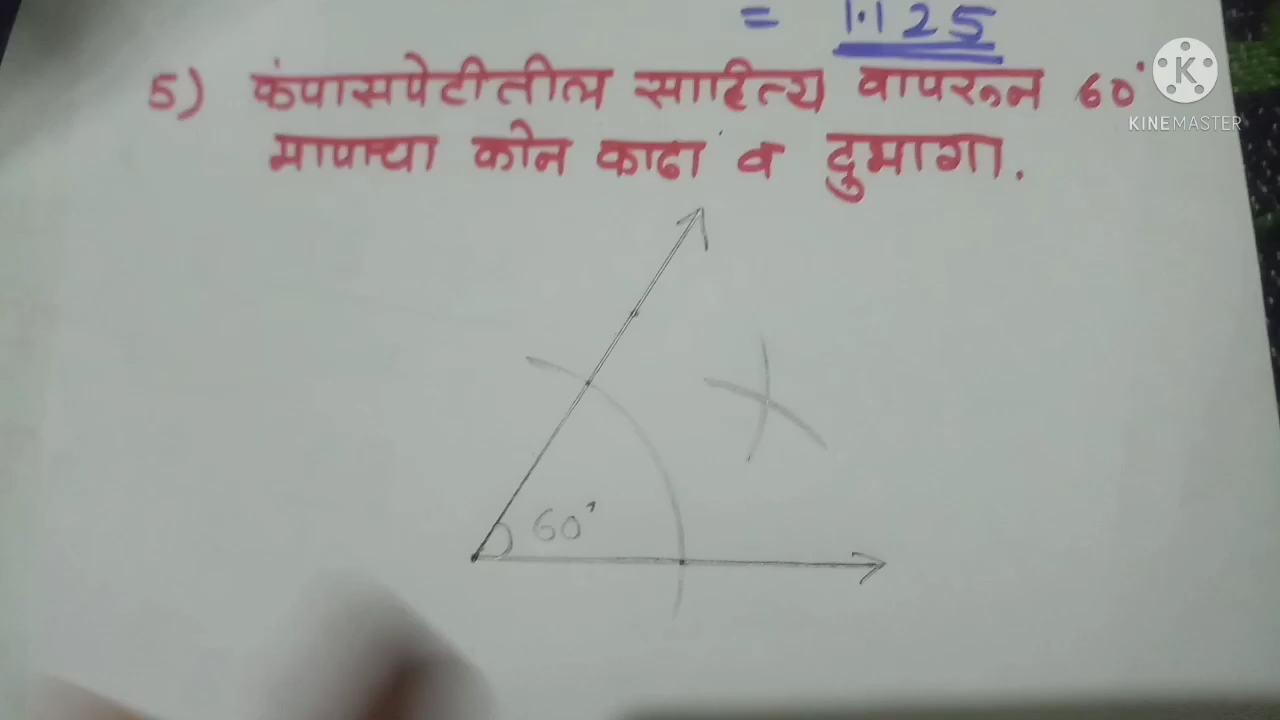 = 1.125
5) कंपासपेटीतील साहित्य वापरून 60°
मापाचा कोन काढा व दुभागा.
60°
K
KINEMASTER